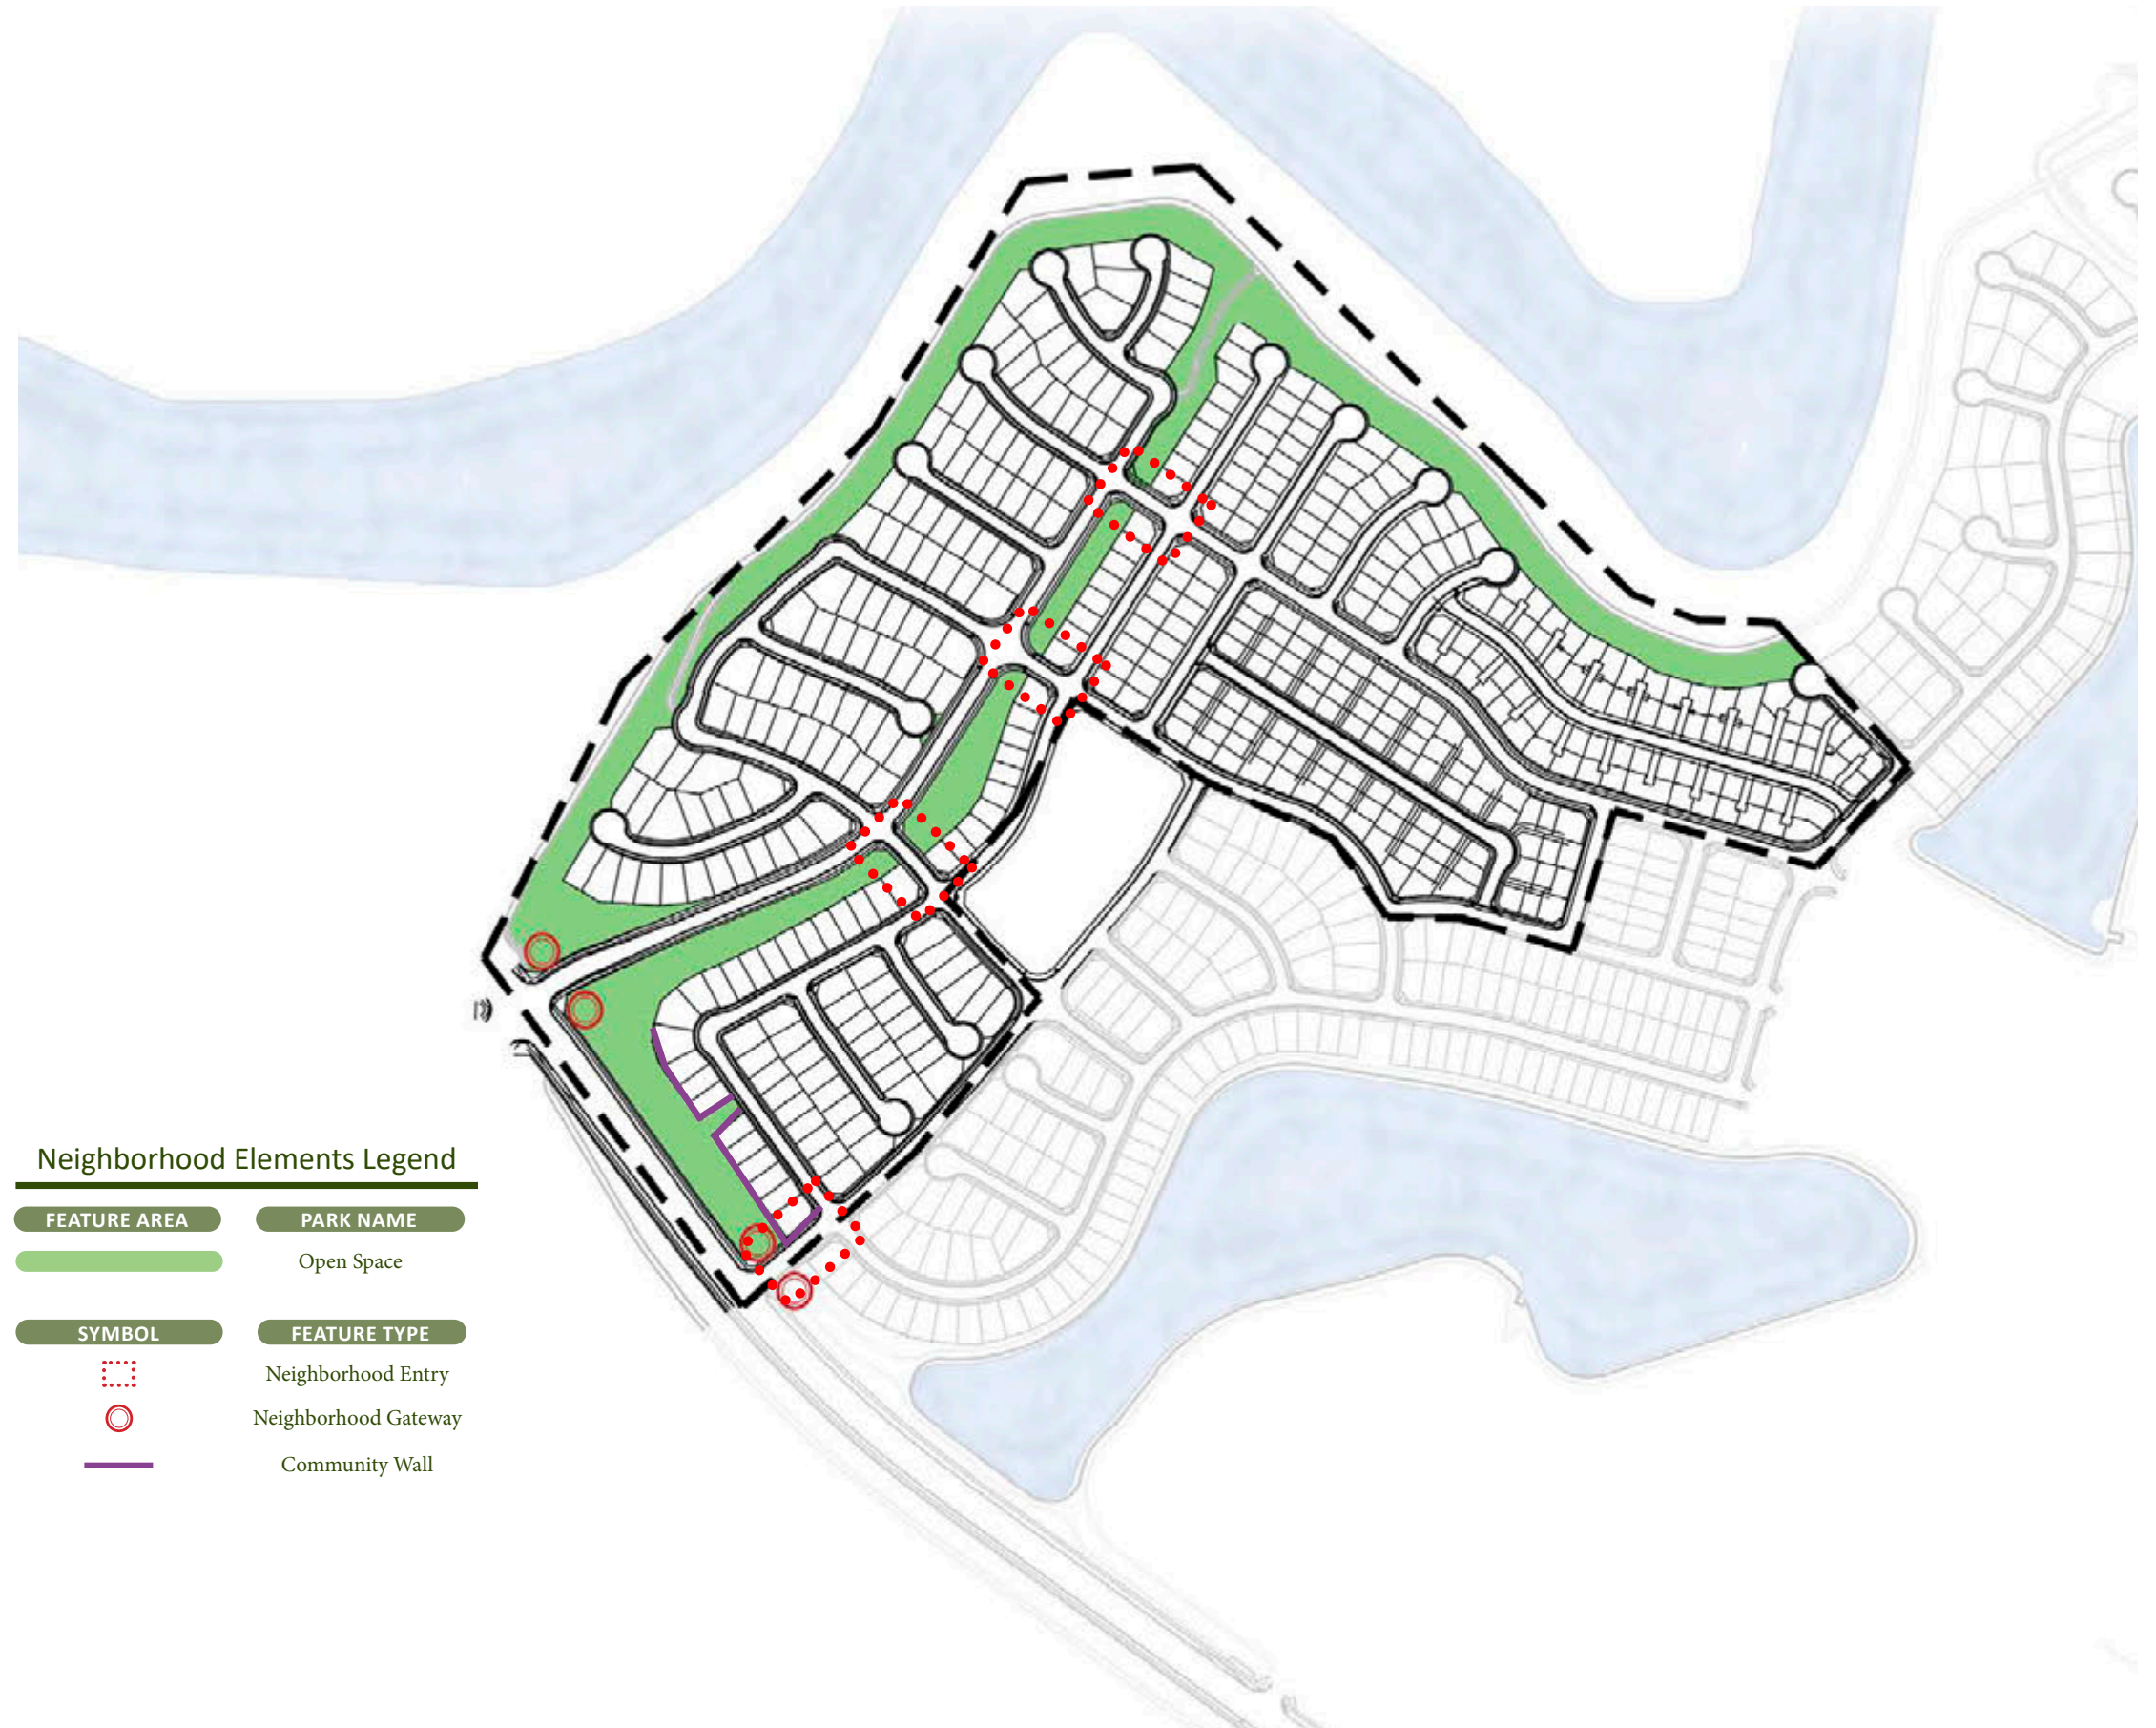 Neighborhood Elements Legend
FEATURE AREA PARK NAME
Open Space
SYMBOL FEATURE TYPE
Neighborhood Entry
Neighborhood Gateway
Community Wall